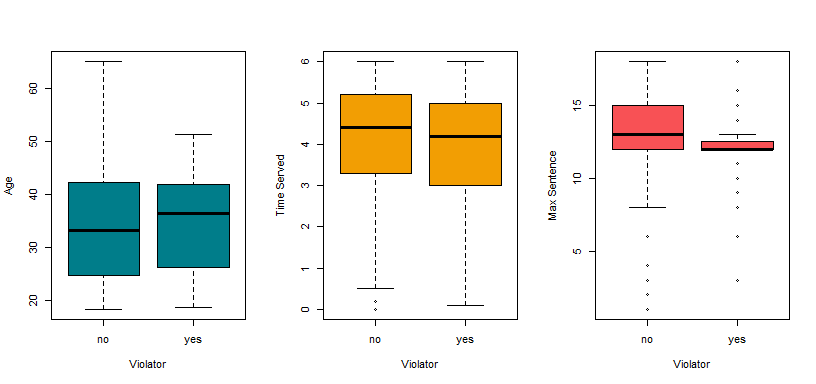 Age
20 30 40 50 60
no yes
Violator
Time Served
0 1 2 3 4 5 6
no yes
Violator
Max Sentence
5 10 15
no yes
Violator